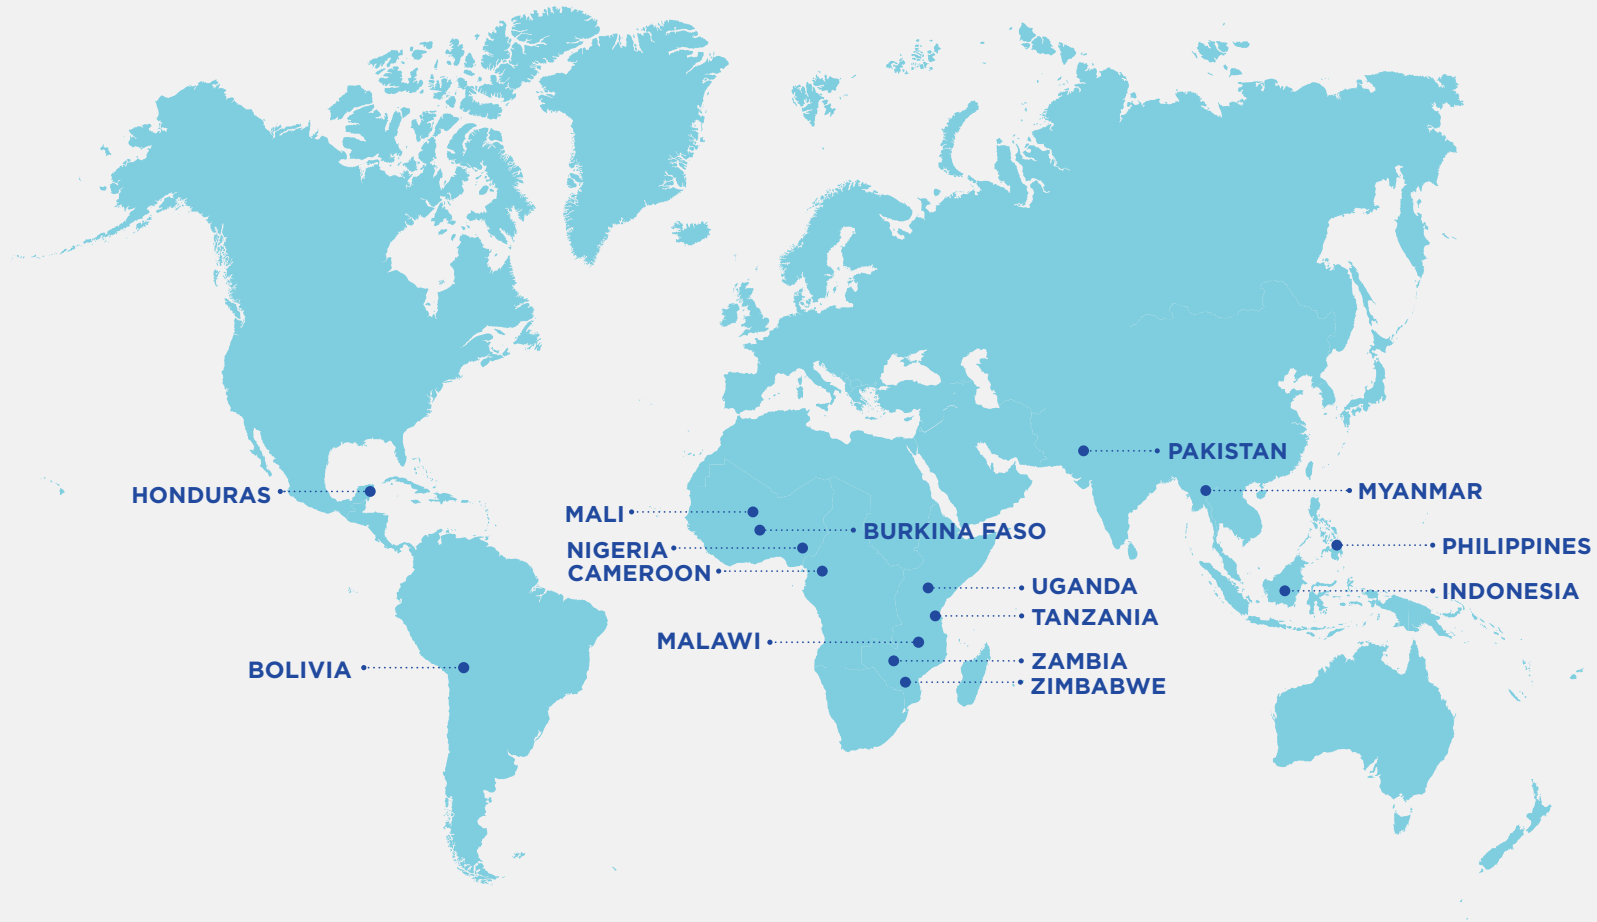 PAKISTAN
HONDURAS
MYANMAR
MALI
BURKINA FASO
NIGERIA
PHILIPPINES
CAMEROON
UGANDA
INDONESIA
TANZANIA
MALAWI
ZAMBIA
BOLIVIA
ZIMBABWE